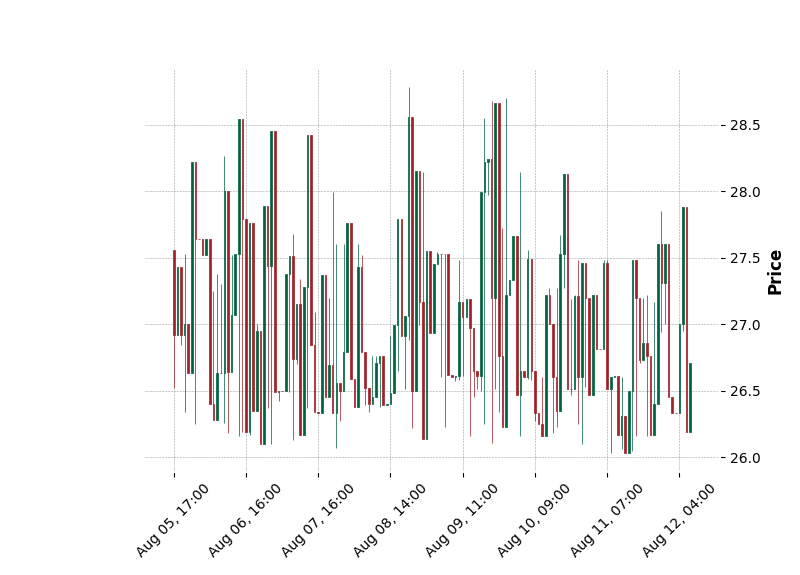 28.5
28.0
27.5
27.0
26.5
26.0
Price
Aug 05, 17:00
Aug 06, 16:00
Aug 07, 16:00
Aug 08, 14:00
Aug 09, 11:00
Aug 10, 09:00
Aug 11, 07:00
Aug 12, 04:00